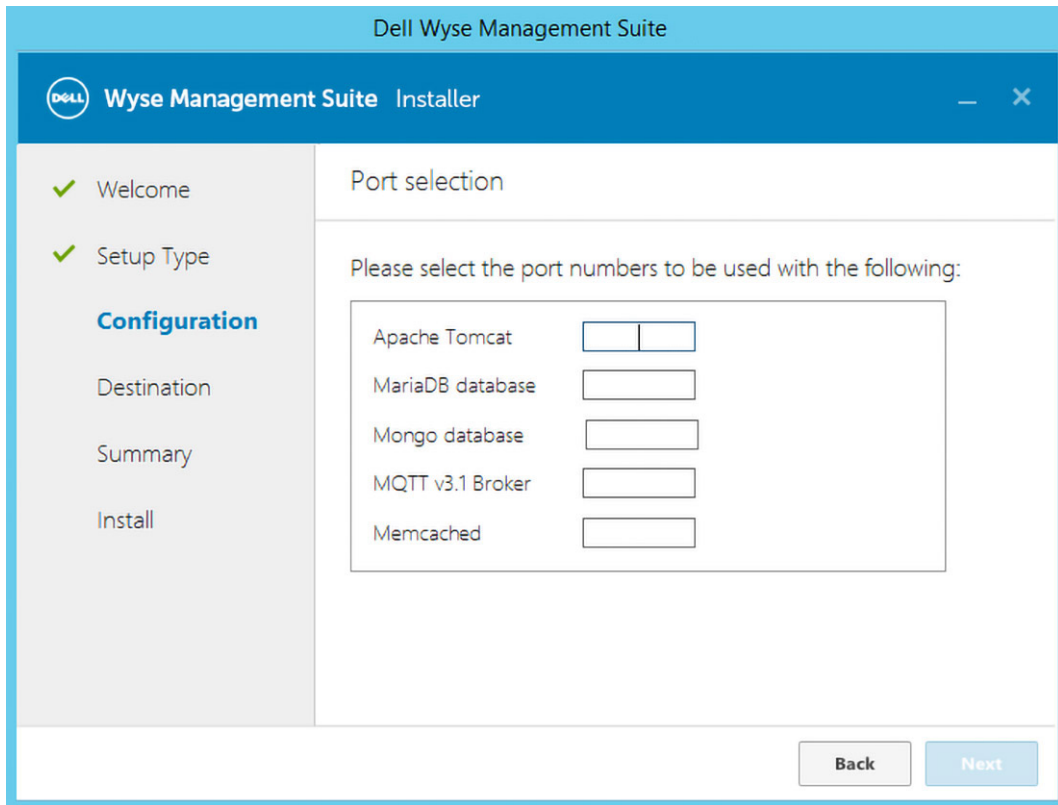 Dell Wyse Management Suite
DELL Wyse Management Suite Installer
Welcome
Setup Type
Configuration
Destination
Summary
Install
Port selection
Please select the port numbers to be used with the following:
Apache Tomcat
MariaDB database
Mongo database
MQTT v3.1 Broker
Memcached
Back Next